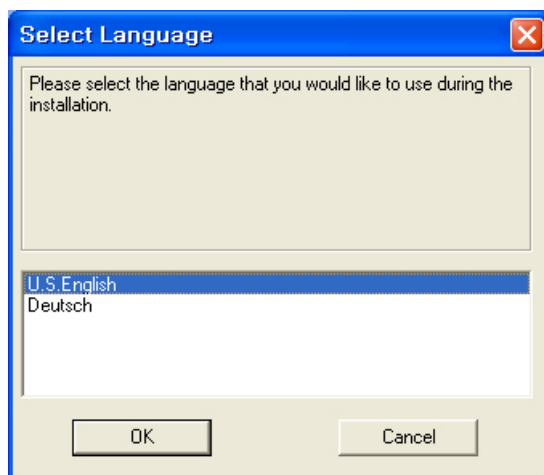 Select Language
Please select the language that you would like to use during the
installation.
U.S.English
Deutsch
OK
Cancel